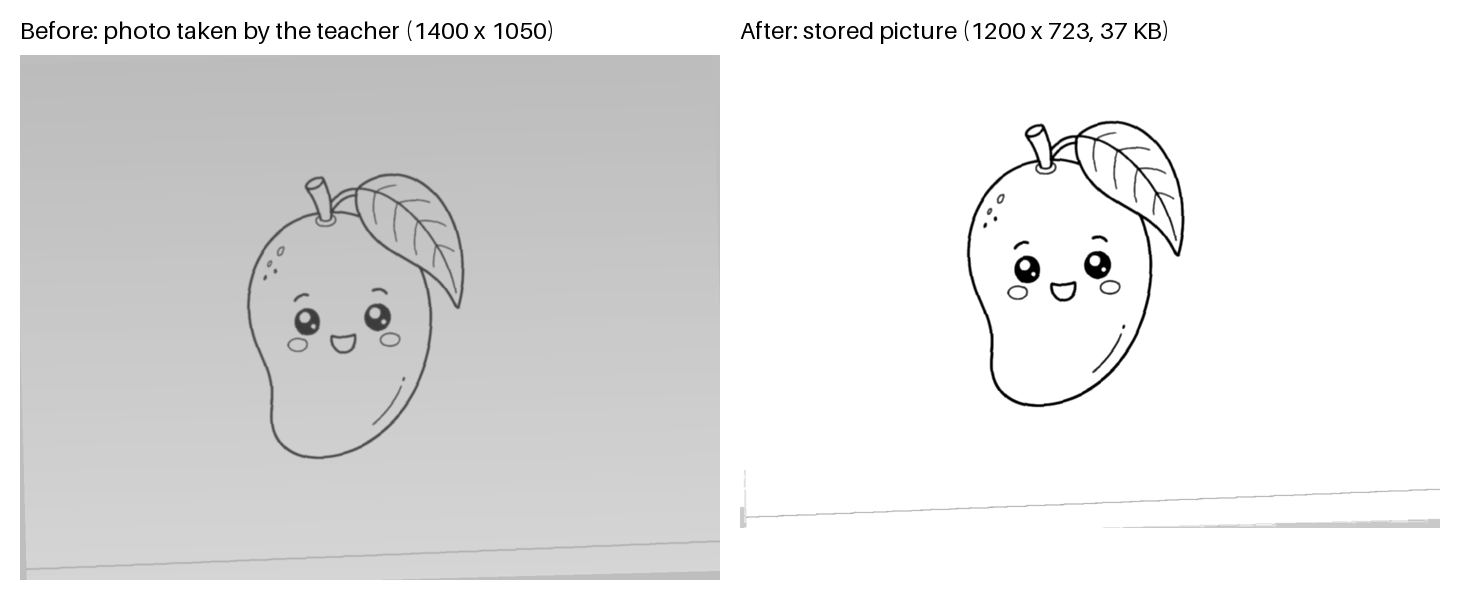 Before: photo taken by the teacher (1400 x 1050)
After: stored picture (1200 x 723, 37 KB)